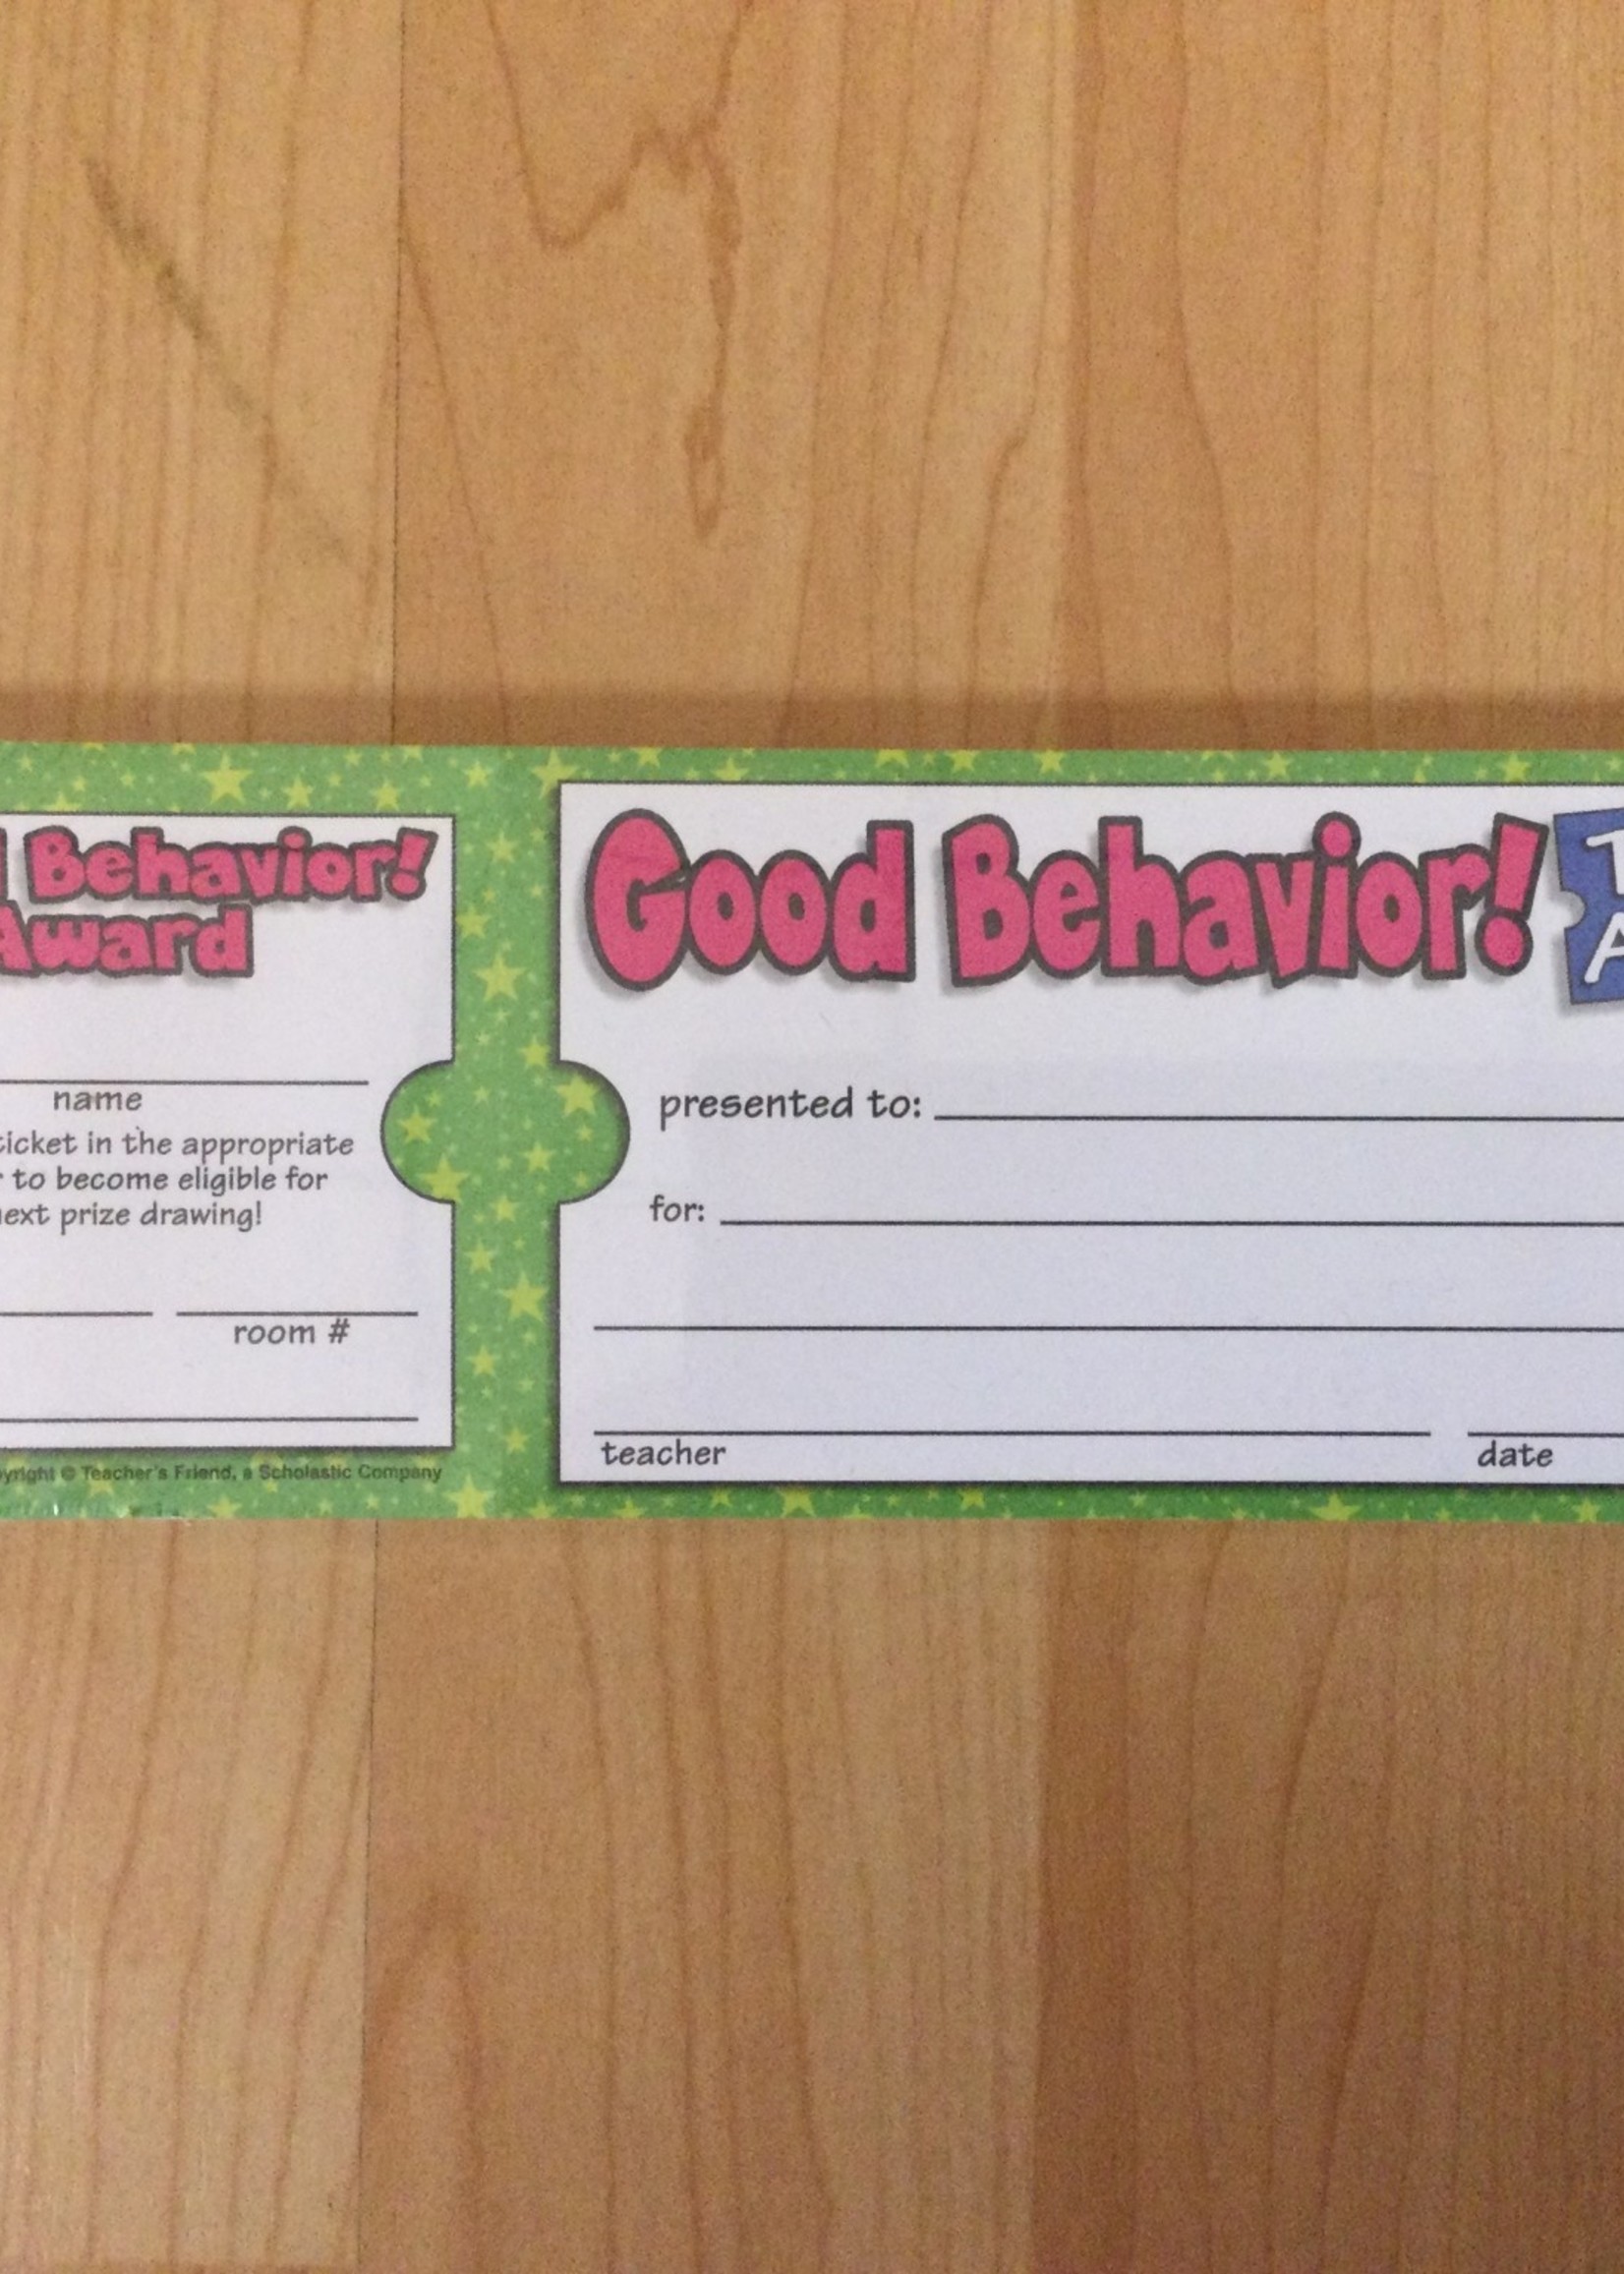 Behavior!
Award
name
ticket in the appropriate
to become eligible for
next prize drawing!
room #
Copyright © Teacher's Friend, a Scholastic Company
Good Behavior!
presented to:
for:
teacher
date